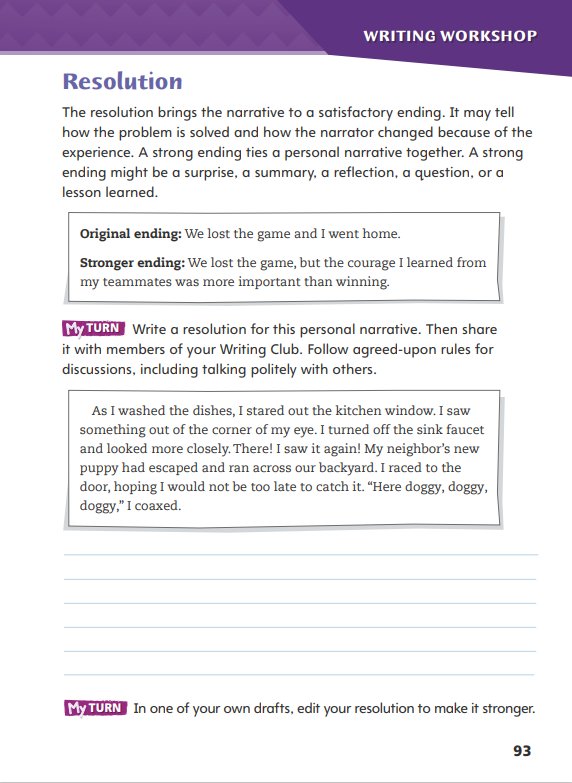 WRITING WORKSHOP
Resolution
The resolution brings the narrative to a satisfactory ending. It may tell
how the problem is solved and how the narrator changed because of the
experience. A strong ending ties a personal narrative together. A strong
ending might be a surprise, a summary, a reflection, a question, or a
lesson learned.
Original ending: We lost the game and I went home.
Stronger ending: We lost the game, but the courage I learned from
my teammates was more important than winning.
My TURN Write a resolution for this personal narrative. Then share
it with members of your Writing Club. Follow agreed-upon rules for
discussions, including talking politely with others.
As I washed the dishes, I stared out the kitchen window. I saw
something out of the corner of my eye. I turned off the sink faucet
and looked more closely. There! I saw it again! My neighbor’s new
puppy had escaped and ran across our backyard. I raced to the
door, hoping I would not be too late to catch it. “Here doggy, doggy,
doggy,” I coaxed.
My TURN In one of your own drafts, edit your resolution to make it stronger.
93